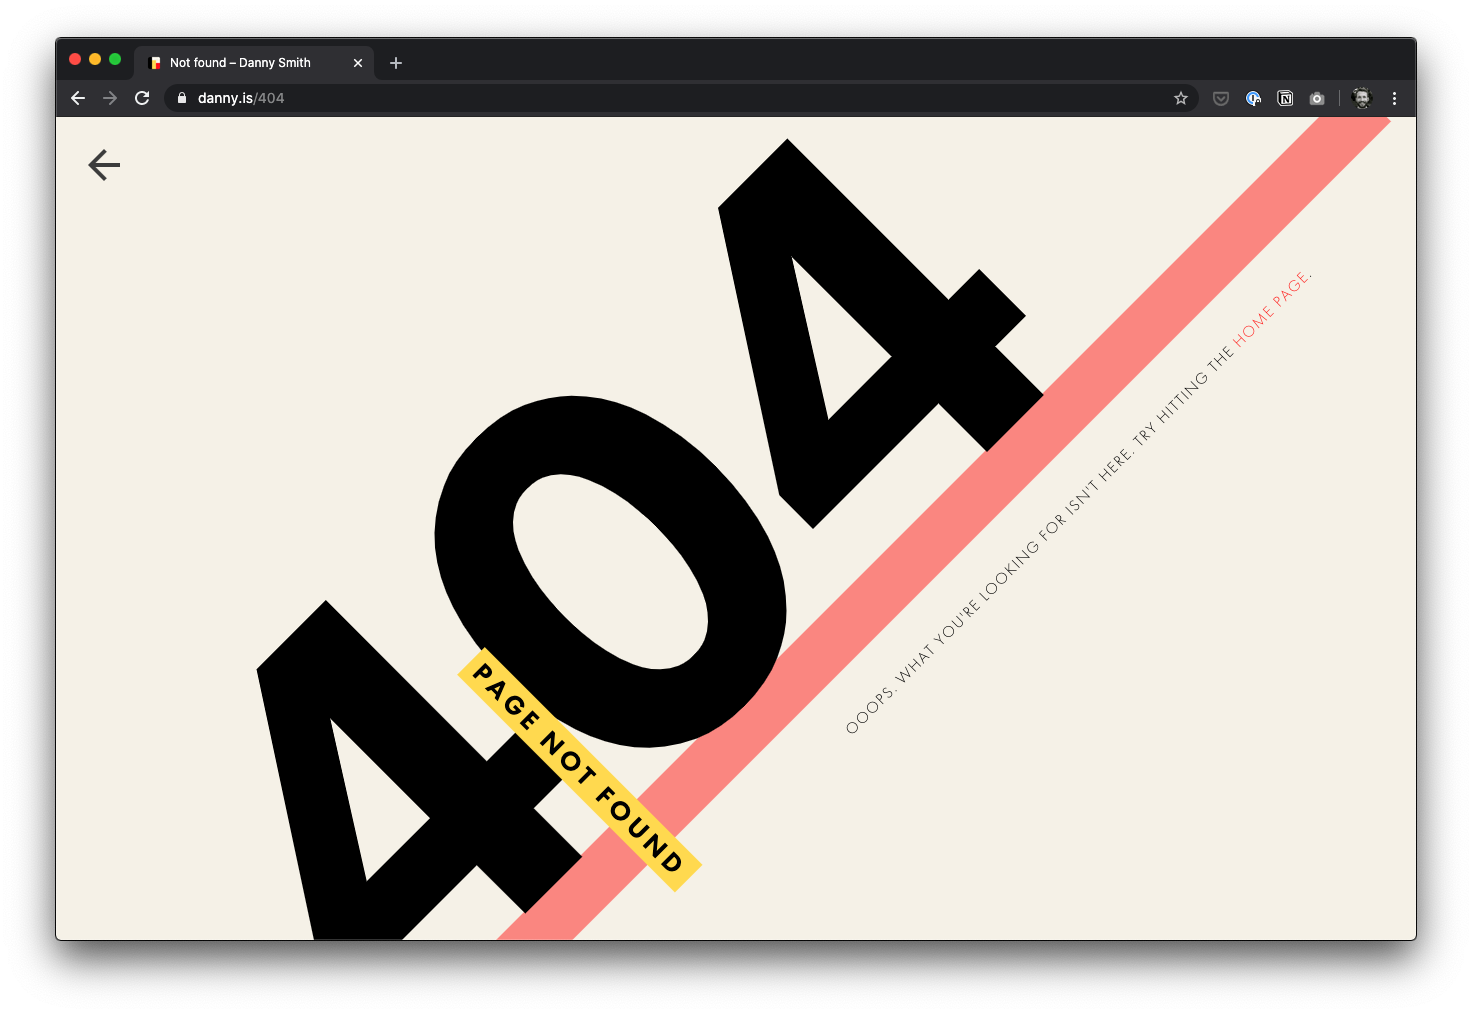 Not found – Danny Smith
danny.is/404
404
PAGE NOT FOUND
OOOPS. WHAT YOU'RE LOOKING FOR ISN'T HERE. TRY HITTING THE HOME PAGE.